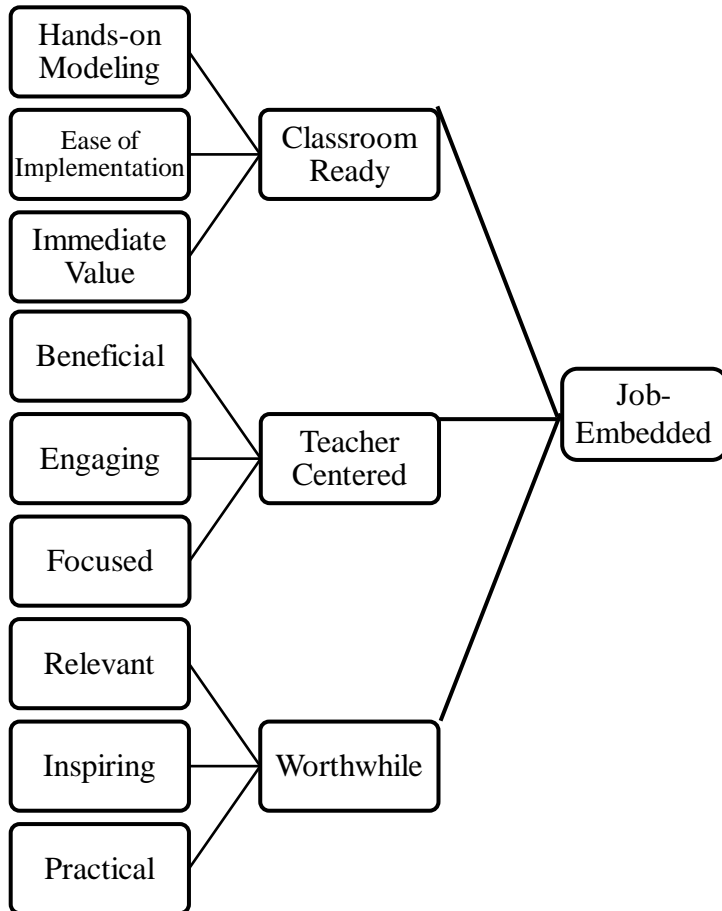 Hands-on
Modeling
Ease of
Implementation
Immediate
Value
Classroom
Ready
Beneficial
Engaging
Focused
Teacher
Centered
Relevant
Inspiring
Practical
Worthwhile
Job-
Embedded